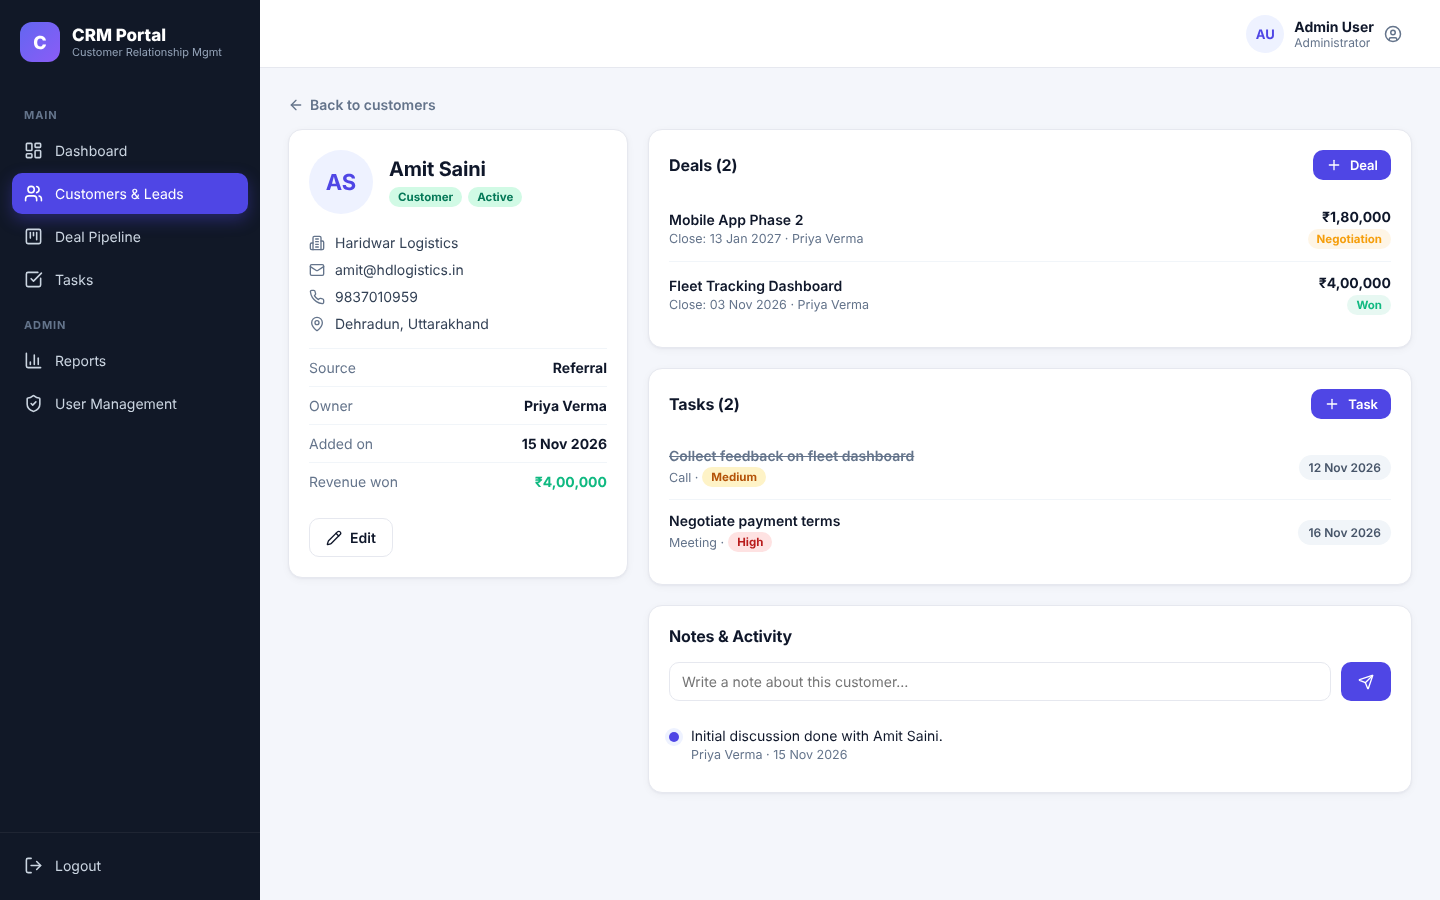 C
CRM Portal
Customer Relationship Mgmt
MAIN
Dashboard
Customers & Leads
Deal Pipeline
Tasks
ADMIN
Reports
User Management
Logout
AU
Admin User
Administrator
Back to customers
AS
Amit Saini
Customer Active
Haridwar Logistics
amit@hdlogistics.in
9837010959
Dehradun, Uttarakhand
Source Referral
Owner Priya Verma
Added on 15 Nov 2026
Revenue won ₹4,00,000
Edit
Deals (2)
Deal
Mobile App Phase 2 ₹1,80,000
Close: 13 Jan 2027 · Priya Verma Negotiation
Fleet Tracking Dashboard ₹4,00,000
Close: 03 Nov 2026 · Priya Verma Won
Tasks (2)
Task
Collect feedback on fleet dashboard
Call · Medium
12 Nov 2026
Negotiate payment terms
Meeting · High
16 Nov 2026
Notes & Activity
Write a note about this customer...
Initial discussion done with Amit Saini.
Priya Verma · 15 Nov 2026